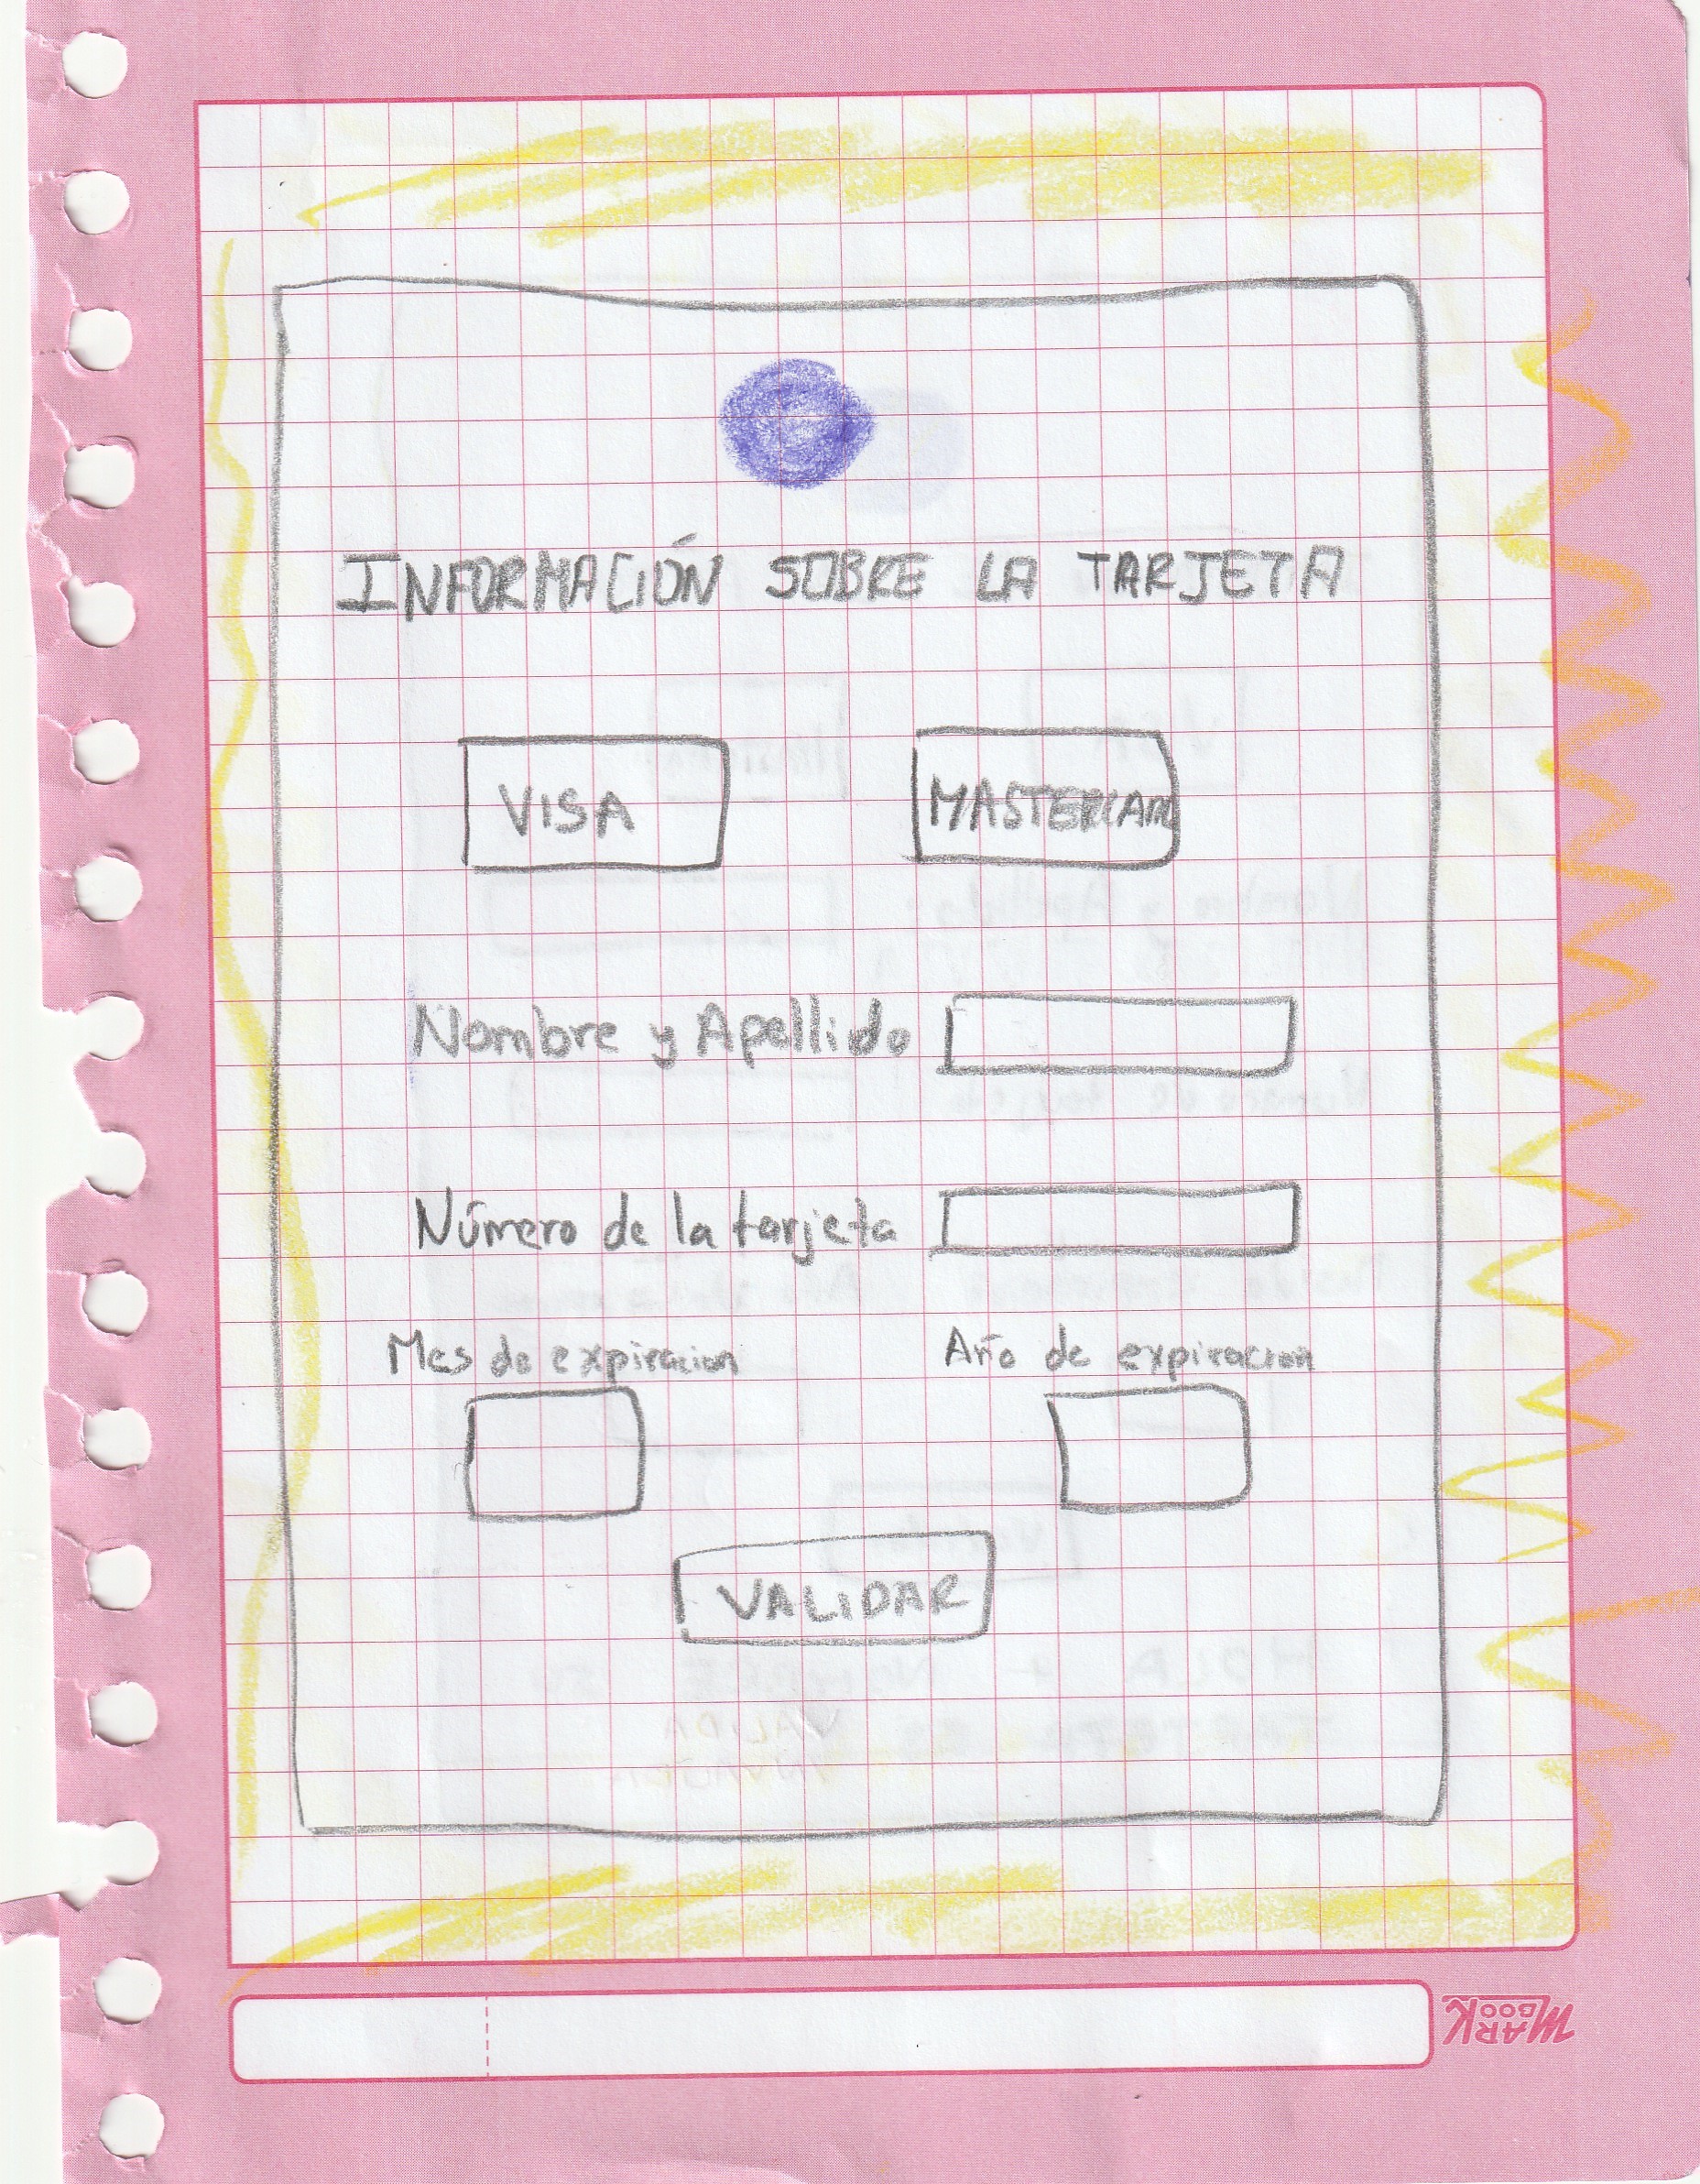 INFORMACIÓN SOBRE LA TARJETA
VISA
MASTERCAR
Nombre y Apellido
Número de la tarjeta
Mes de expiracion
Año de expiracion
VALIDAR
MARK BOOK